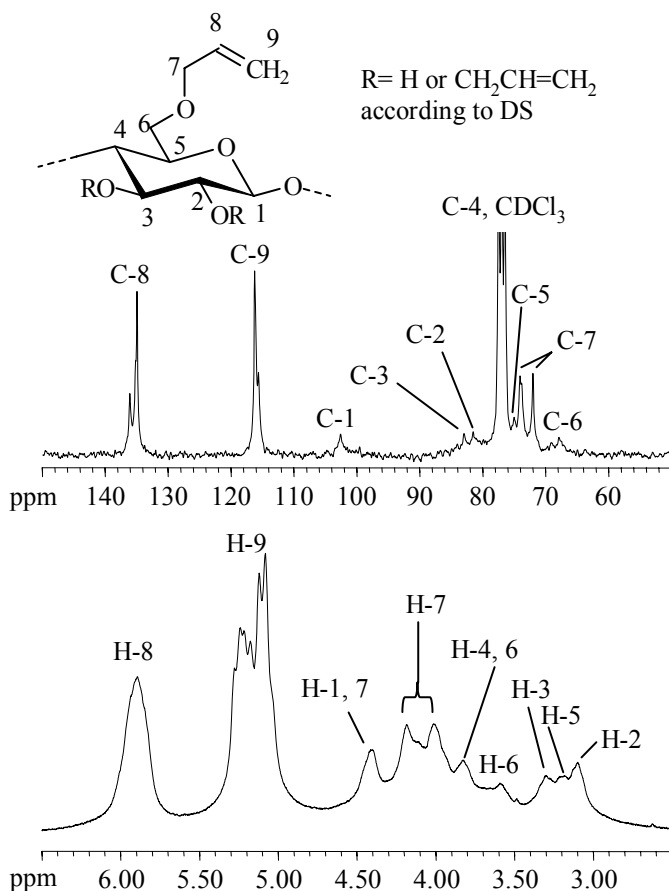 8
9
7
CH₂
O
6
4
5
O
RO
3
2
OR
1
O
R= H or CH₂CH=CH₂
according to DS
C-4, CDCl₃
C-8
C-9
C-5
C-7
C-2
C-3
C-1
C-6
ppm 140 130 120 110 100 90 80 70 60
H-9
H-8
H-7
H-4, 6
H-1, 7
H-3
H-5
H-2
H-6
ppm 6.00 5.50 5.00 4.50 4.00 3.50 3.00